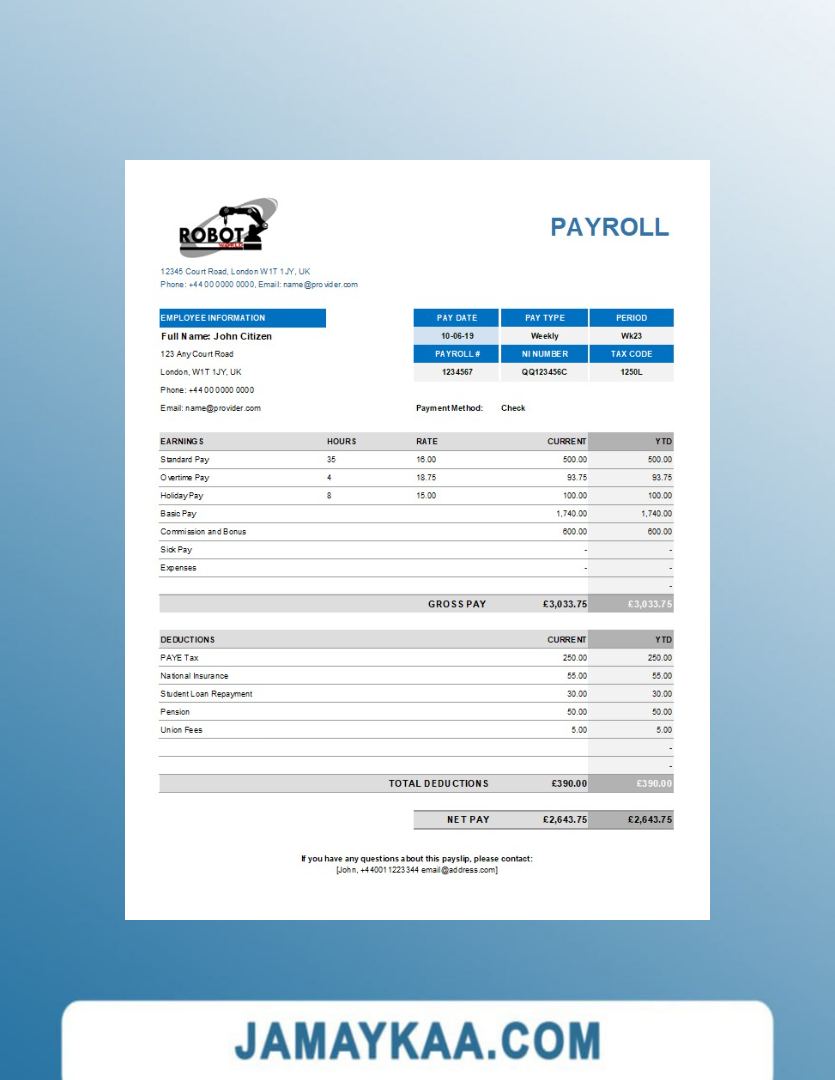 ROBOT
WORLD
PAYROLL
12345 Court Road, London W1T 1JY, UK
Phone: +44 00 0000 0000, Email: name@provider.com
EMPLOYEE INFORMATION PAY DATE PAY TYPE PERIOD
Full Name: John Citizen 10-06-19 Weekly Wk23
123 Any Court Road PAYROLL # NI NUMBER TAX CODE
London, W1T 1JY, UK 1234567 QQ123456C 1250L
Phone: +44 00 0000 0000
Email: name@provider.com Payment Method: Check
EARNINGS HOURS RATE CURRENT YTD
Standard Pay 35 16.00 500.00 500.00
Overtime Pay 4 18.75 93.75 93.75
Holiday Pay 8 15.00 100.00 100.00
Basic Pay 1,740.00 1,740.00
Commission and Bonus 600.00 600.00
Sick Pay - -
Expenses - -
-
GROSS PAY £3,033.75 £3,033.75
DEDUCTIONS CURRENT YTD
PAYE Tax 250.00 250.00
National Insurance 55.00 55.00
Student Loan Repayment 30.00 30.00
Pension 50.00 50.00
Union Fees 5.00 5.00
-
-
TOTAL DEDUCTIONS £390.00 £390.00
NET PAY £2,643.75 £2,643.75
If you have any questions about this payslip, please contact:
[John, +440011223344 email@address.com]
JAMAYKAA.COM